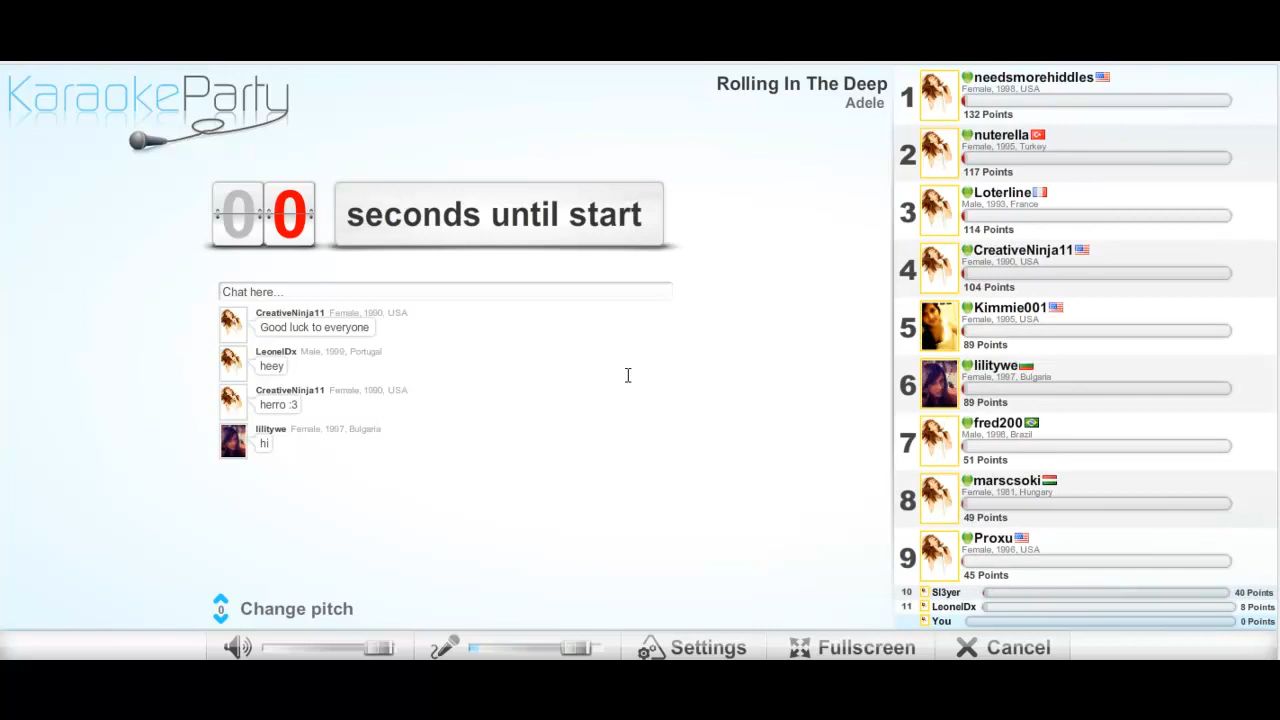 KaraokeParty
Rolling In The Deep
Adele
00 seconds until start
Chat here...
CreativeNinja11 Female, 1990, USA
Good luck to everyone
LeonelDx Male, 1999, Portugal
heey
CreativeNinja11 Female, 1990, USA
herro :3
lilitywe Female, 1997, Bulgaria
hi
0 Change pitch
1 needsmorehiddles
Female, 1998, USA
132 Points
2 nuterella
Female, 1995, Turkey
117 Points
3 Loterline
Male, 1993, France
114 Points
4 CreativeNinja11
Female, 1990, USA
104 Points
5 Kimmie001
Female, 1995, USA
89 Points
6 lilitywe
Female, 1997, Bulgaria
89 Points
7 fred200
Male, 1998, Brazil
51 Points
8 marscsoki
Female, 1981, Hungary
49 Points
9 Proxu
Female, 1996, USA
45 Points
10 Sl3yer 40 Points
11 LeonelDx 8 Points
You 0 Points
Settings Fullscreen Cancel